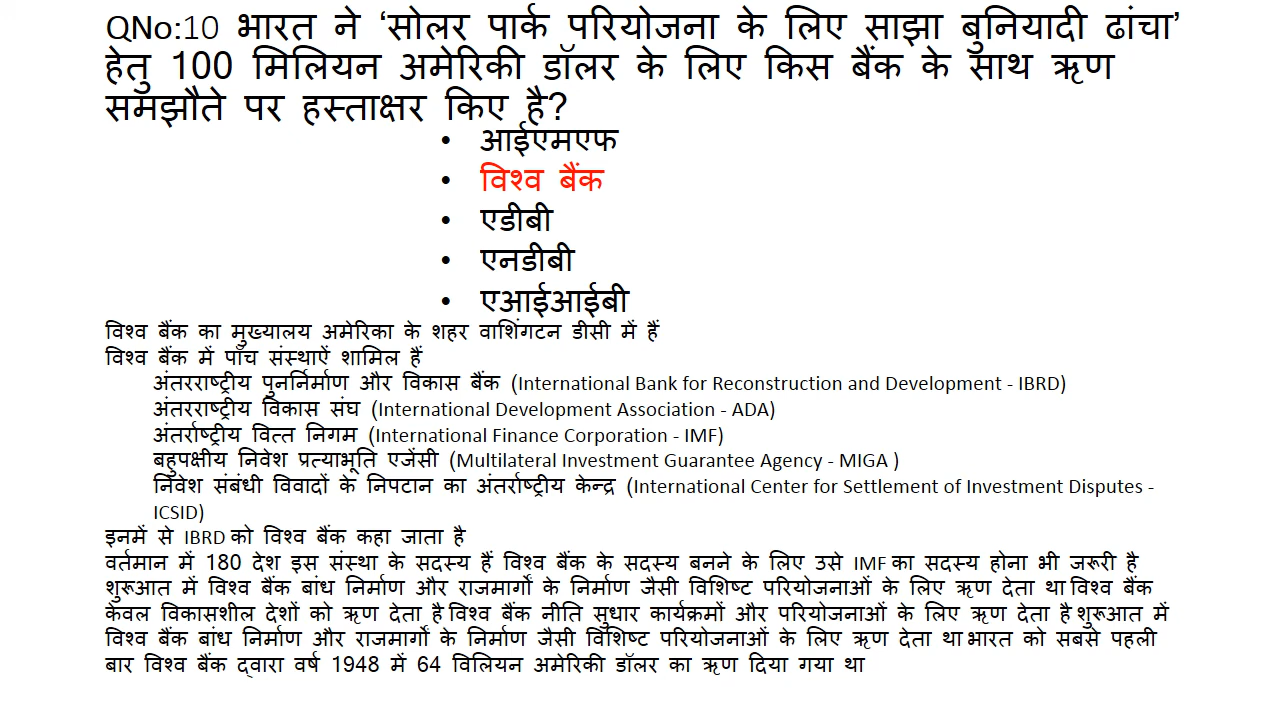 QNo:10 भारत ने ‘सोलर पार्क परियोजना के लिए साझा बुनियादी ढांचा’
हेतु 100 मिलियन अमेरिकी डॉलर के लिए किस बैंक के साथ ऋण
समझौते पर हस्ताक्षर किए है?
• आईएमएफ
• विश्व बैंक
• एडीबी
• एनडीबी
• एआईआईबी
विश्व बैंक का मुख्यालय अमेरिका के शहर वाशिंगटन डीसी में हैं
विश्व बैंक में पाँच संस्थाऐं शामिल हैं
अंतरराष्ट्रीय पुनर्निर्माण और विकास बैंक (International Bank for Reconstruction and Development - IBRD)
अंतरराष्ट्रीय विकास संघ (International Development Association - ADA)
अंतर्राष्ट्रीय वित्त निगम (International Finance Corporation - IMF)
बहुपक्षीय निवेश प्रत्याभूति एजेंसी (Multilateral Investment Guarantee Agency - MIGA )
निवेश संबंधी विवादों के निपटान का अंतर्राष्ट्रीय केन्द्र (International Center for Settlement of Investment Disputes -
ICSID)
इनमें से IBRD को विश्व बैंक कहा जाता है
वर्तमान में 180 देश इस संस्था के सदस्य हैं विश्व बैंक के सदस्य बनने के लिए उसे IMF का सदस्य होना भी जरूरी है
शुरूआत में विश्व बैंक बांध निर्माण और राजमार्गों के निर्माण जैसी विशिष्ट परियोजनाओं के लिए ऋण देता था विश्व बैंक
केवल विकासशील देशों को ऋण देता है विश्व बैंक नीति सुधार कार्यक्रमों और परियोजनाओं के लिए ऋण देता है शुरूआत में
विश्व बैंक बांध निर्माण और राजमार्गों के निर्माण जैसी विशिष्ट परियोजनाओं के लिए ऋण देता था भारत को सबसे पहली
बार विश्व बैंक द्वारा वर्ष 1948 में 64 विलियन अमेरिकी डॉलर का ऋण दिया गया था